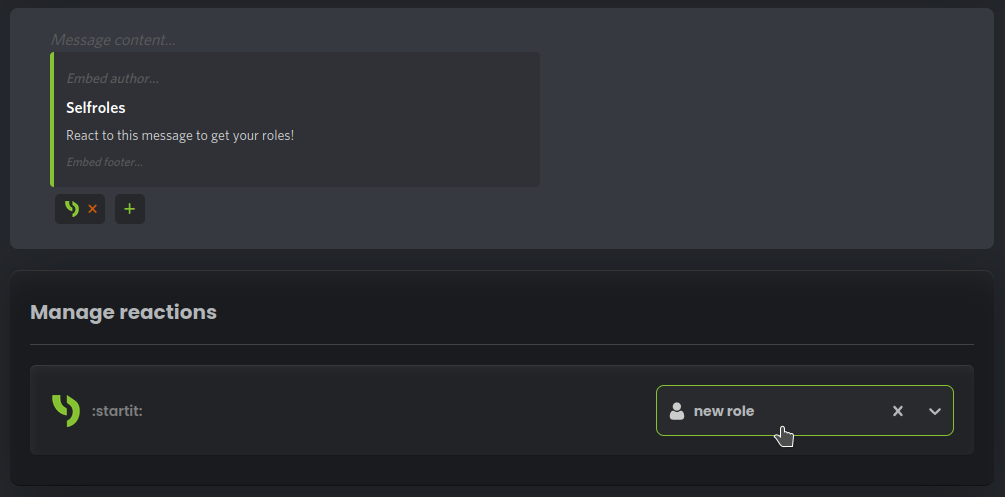 Message content...
Embed author...
Selfroles
React to this message to get your roles!
Embed footer...
Manage reactions
:startit:
new role